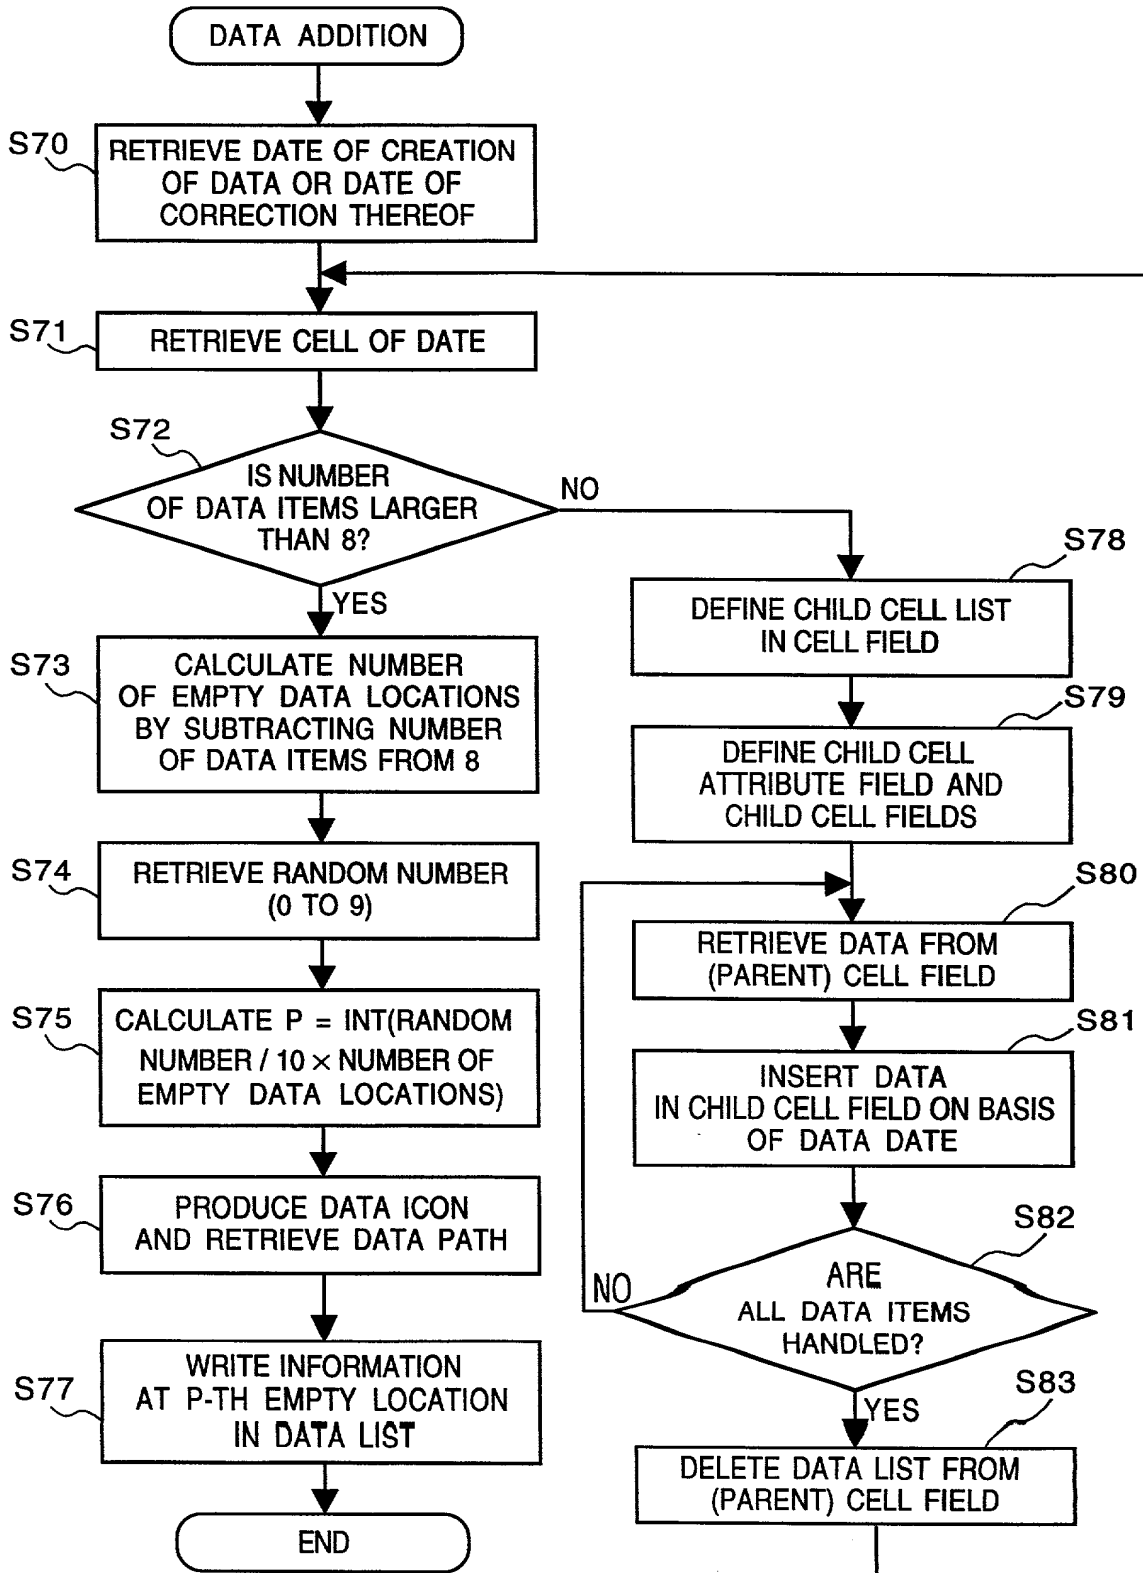 DATA ADDITION
S70
RETRIEVE DATE OF CREATION
OF DATA OR DATE OF
CORRECTION THEREOF
S71
RETRIEVE CELL OF DATE
S72
IS NUMBER
OF DATA ITEMS LARGER
THAN 8?
NO
YES
S73
CALCULATE NUMBER
OF EMPTY DATA LOCATIONS
BY SUBTRACTING NUMBER
OF DATA ITEMS FROM 8
S74
RETRIEVE RANDOM NUMBER
(0 TO 9)
S75
CALCULATE P = INT(RANDOM
NUMBER / 10 × NUMBER OF
EMPTY DATA LOCATIONS)
S76
PRODUCE DATA ICON
AND RETRIEVE DATA PATH
S77
WRITE INFORMATION
AT P-TH EMPTY LOCATION
IN DATA LIST
END
S78
DEFINE CHILD CELL LIST
IN CELL FIELD
S79
DEFINE CHILD CELL
ATTRIBUTE FIELD AND
CHILD CELL FIELDS
S80
RETRIEVE DATA FROM
(PARENT) CELL FIELD
S81
INSERT DATA
IN CHILD CELL FIELD ON BASIS
OF DATA DATE
S82
ARE
ALL DATA ITEMS
HANDLED?
NO
YES
S83
DELETE DATA LIST FROM
(PARENT) CELL FIELD